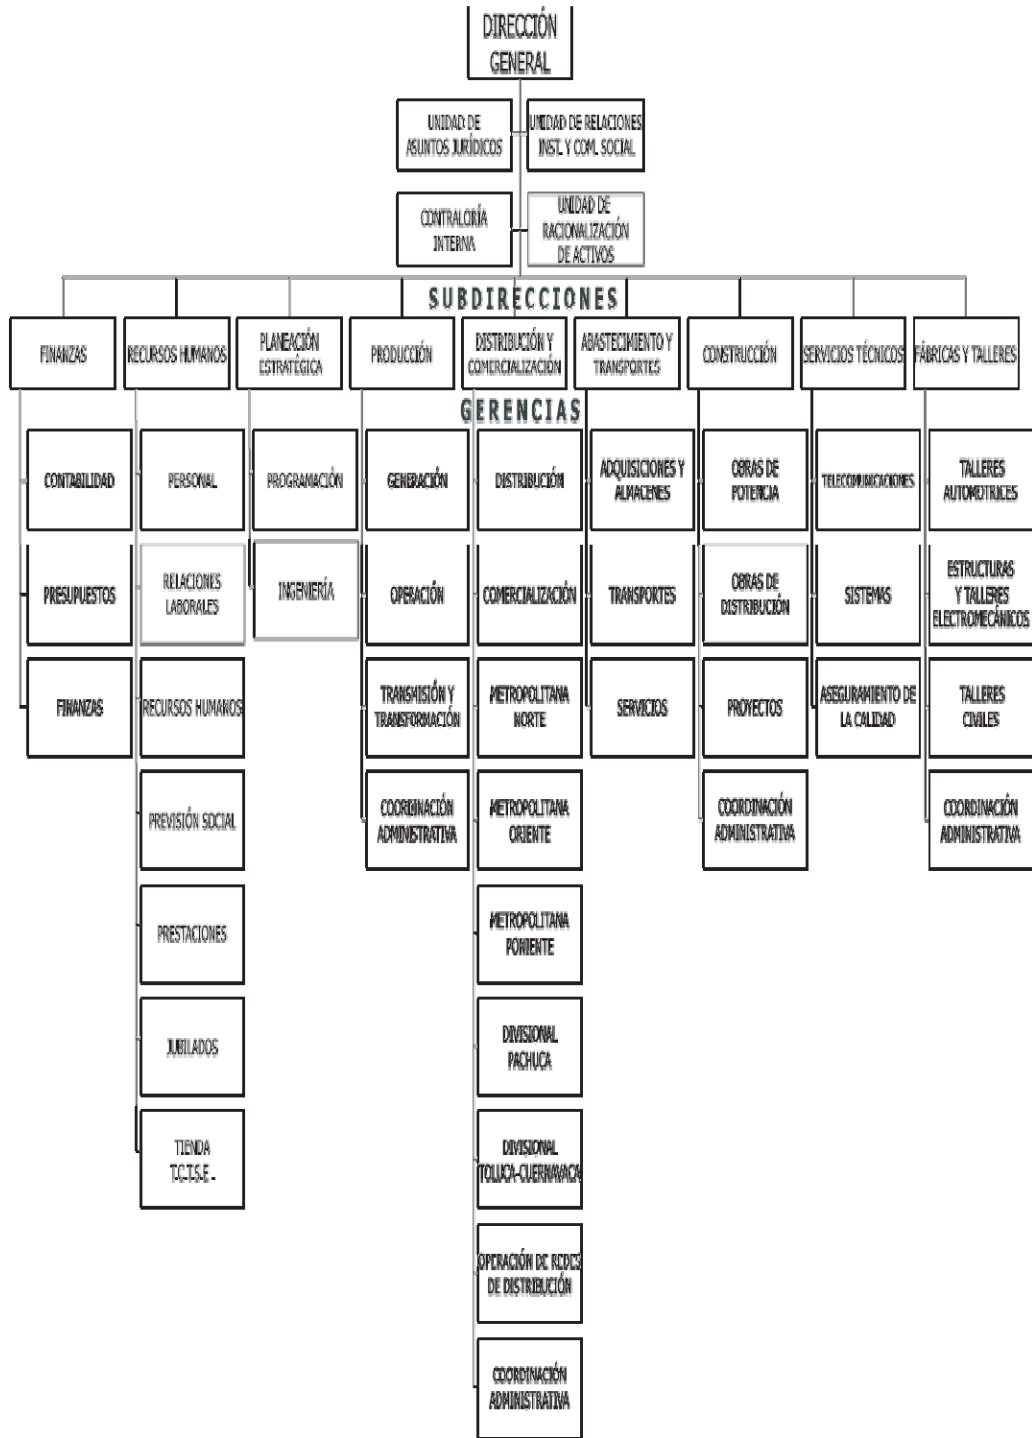 DIRECCIÓN
GENERAL
UNIDAD DE
ASUNTOS JURÍDICOS
UNIDAD DE RELACIONES
INST. Y COM. SOCIAL
CONTRALORÍA
INTERNA
UNIDAD DE
RACIONALIZACIÓN
DE ACTIVOS
SUBDIRECCIONES
FINANZAS
RECURSOS HUMANOS
PLANEACIÓN
ESTRATÉGICA
PRODUCCIÓN
DISTRIBUCIÓN Y
COMERCIALIZACIÓN
ABASTECIMIENTO Y
TRANSPORTES
CONSTRUCCIÓN
SERVICIOS TÉCNICOS
FÁBRICAS Y TALLERES
GERENCIAS
CONTABILIDAD
PERSONAL
PROGRAMACIÓN
GENERACIÓN
DISTRIBUCIÓN
ADQUISICIONES Y
ALMACENES
OBRAS DE
POTENCIA
TELECOMUNICACIONES
TALLERES
AUTOMOTRICES
PRESUPUESTOS
RELACIONES
LABORALES
INGENIERÍA
OPERACIÓN
COMERCIALIZACIÓN
TRANSPORTES
OBRAS DE
DISTRIBUCIÓN
SISTEMAS
ESTRUCTURAS
Y TALLERES
ELECTROMECÁNICOS
FINANZAS
RECURSOS HUMANOS
TRANSMISIÓN Y
TRANSFORMACIÓN
METROPOLITANA
NORTE
SERVICIOS
PROYECTOS
ASEGURAMIENTO DE
LA CALIDAD
TALLERES
CIVILES
PREVISIÓN SOCIAL
COORDINACIÓN
ADMINISTRATIVA
METROPOLITANA
ORIENTE
COORDINACIÓN
ADMINISTRATIVA
COORDINACIÓN
ADMINISTRATIVA
PRESTACIONES
METROPOLITANA
PONIENTE
JUBILADOS
DIVISIONAL
PACHUCA
TIENDA
T.C.T.S.E.
DIVISIONAL
TOLUCA-CUERNAVACA
OPERACIÓN DE REDES
DE DISTRIBUCIÓN
COORDINACIÓN
ADMINISTRATIVA